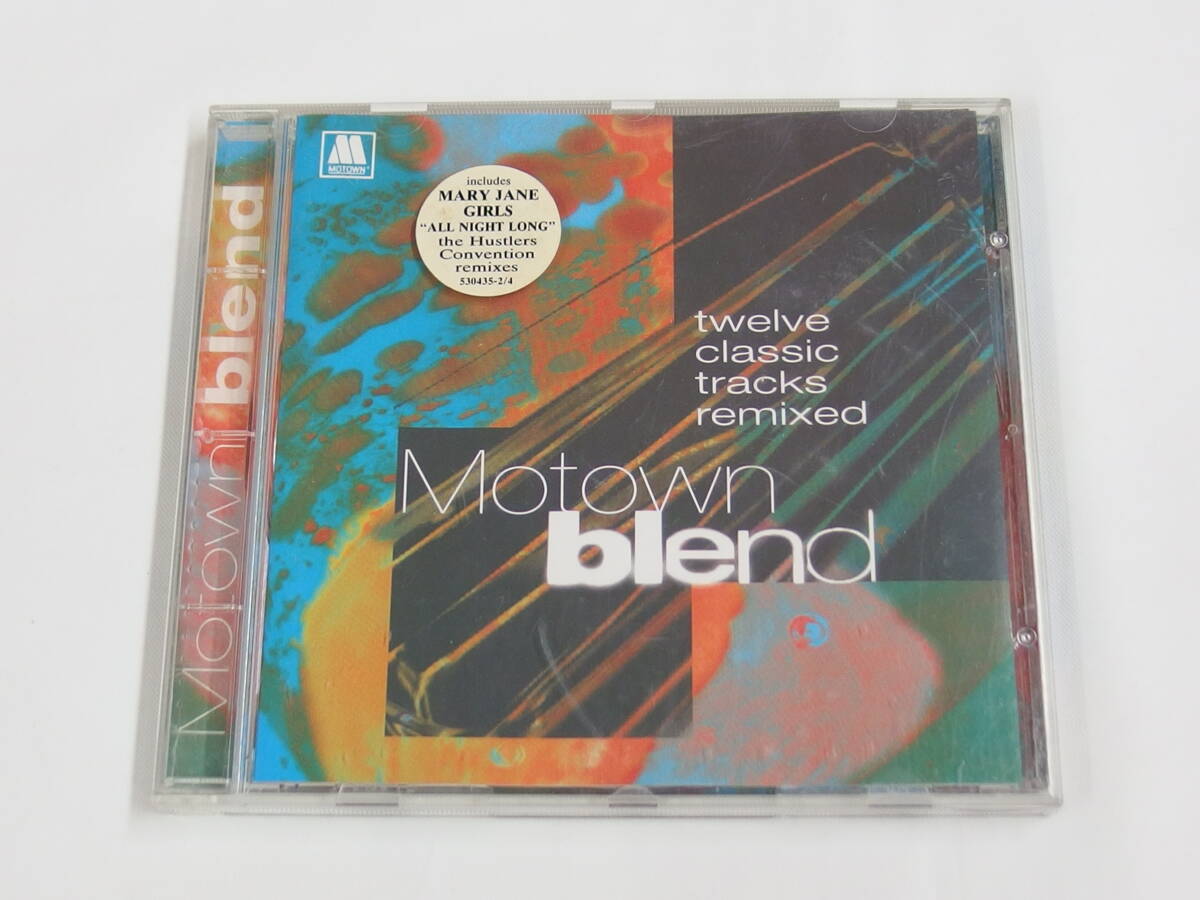 MOTOWN
includes
MARY JANE
GIRLS
“ALL NIGHT LONG”
the Hustlers
Convention
remixes
530435-2/4
twelve
classic
tracks
remixed
Motown
blend
Motown blend